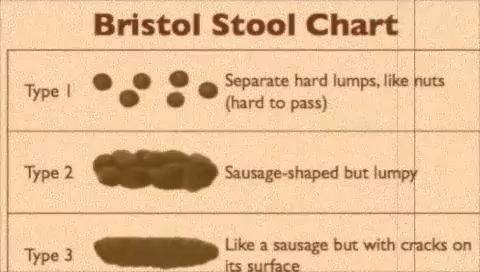 Bristol Stool Chart
Type 1
Separate hard lumps, like nuts
(hard to pass)
Type 2
Sausage-shaped but lumpy
Type 3
Like a sausage but with cracks on
its surface